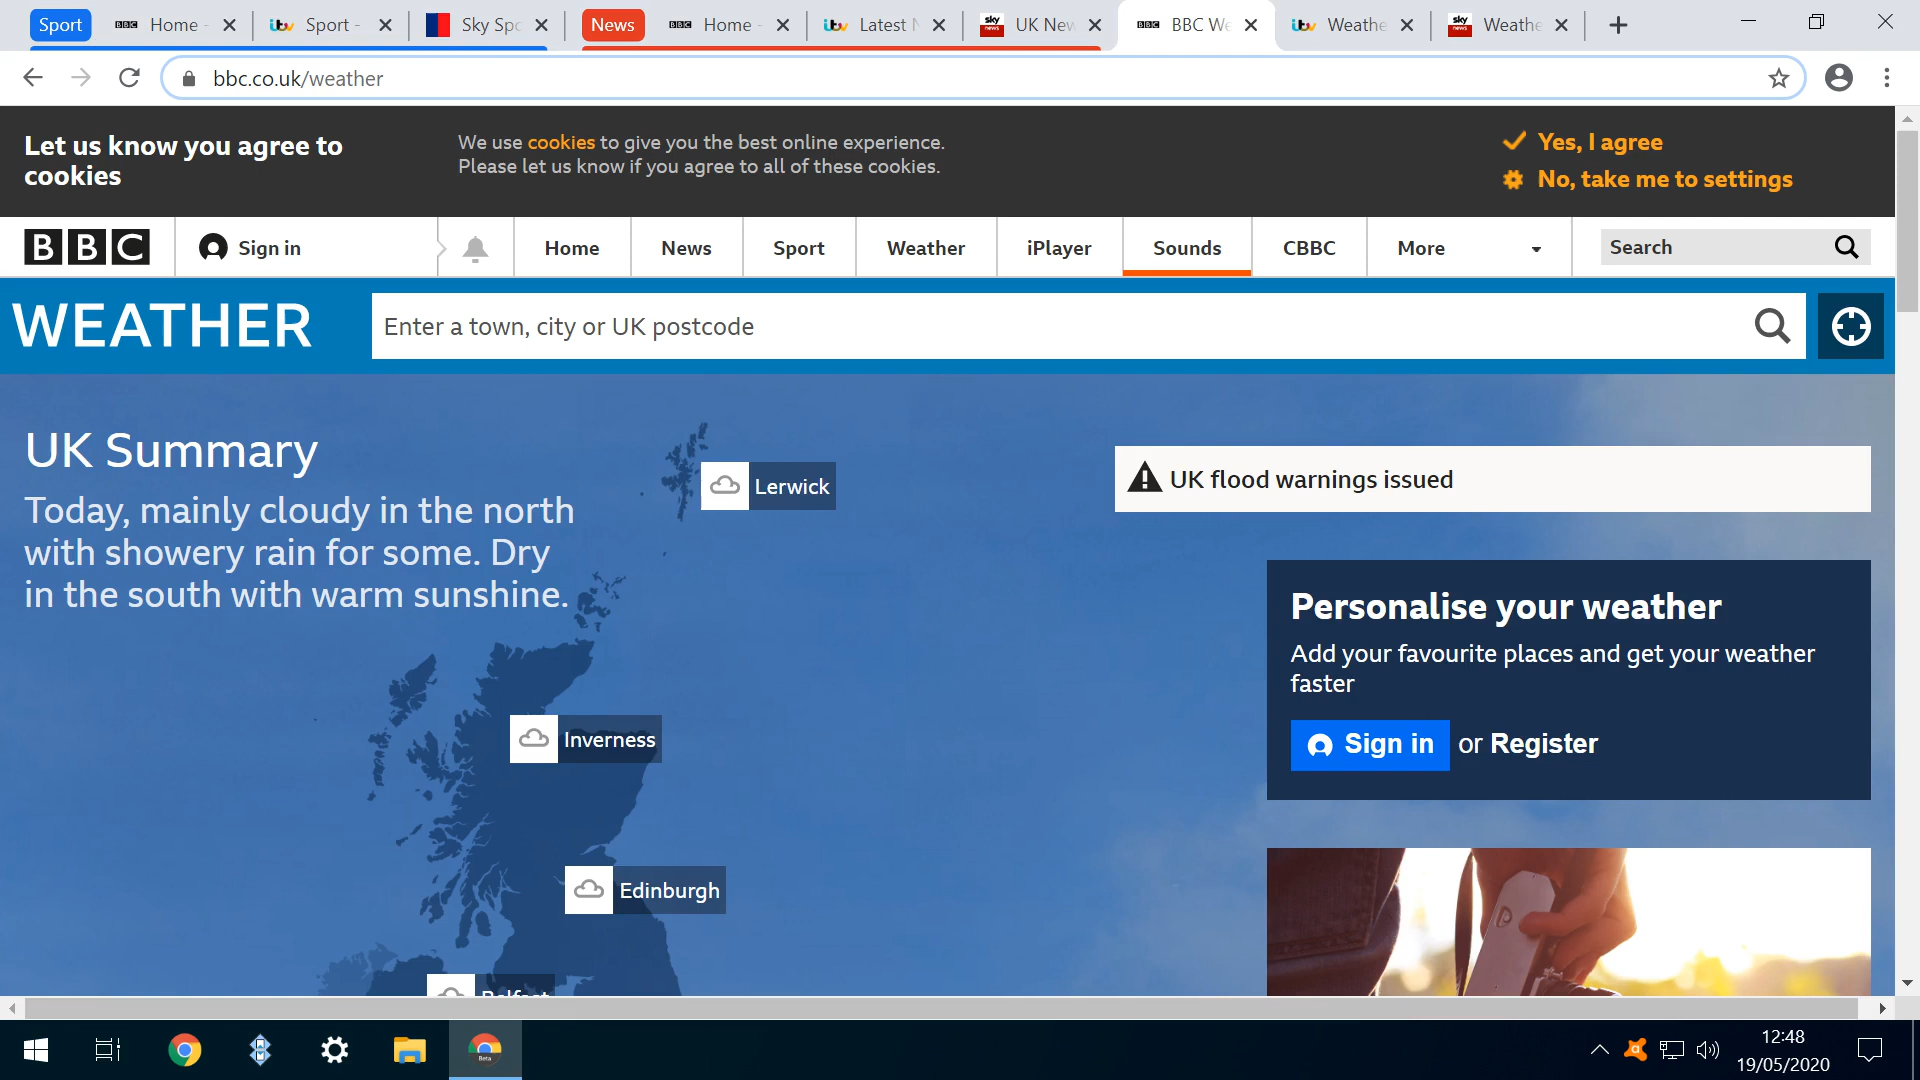 Sport
Home -
Sport -
Sky Spo
News
Home -
Latest N
UK New
BBC We
Weathe
Weathe
bbc.co.uk/weather
Let us know you agree to
cookies
We use cookies to give you the best online experience.
Please let us know if you agree to all of these cookies.
Yes, I agree
No, take me to settings
BBC
Sign in
Home
News
Sport
Weather
iPlayer
Sounds
CBBC
More
Search
WEATHER
Enter a town, city or UK postcode
UK Summary
Today, mainly cloudy in the north
with showery rain for some. Dry
in the south with warm sunshine.
Lerwick
UK flood warnings issued
Personalise your weather
Add your favourite places and get your weather
faster
Sign in or Register
Inverness
Edinburgh
Belfast
12:48
19/05/2020